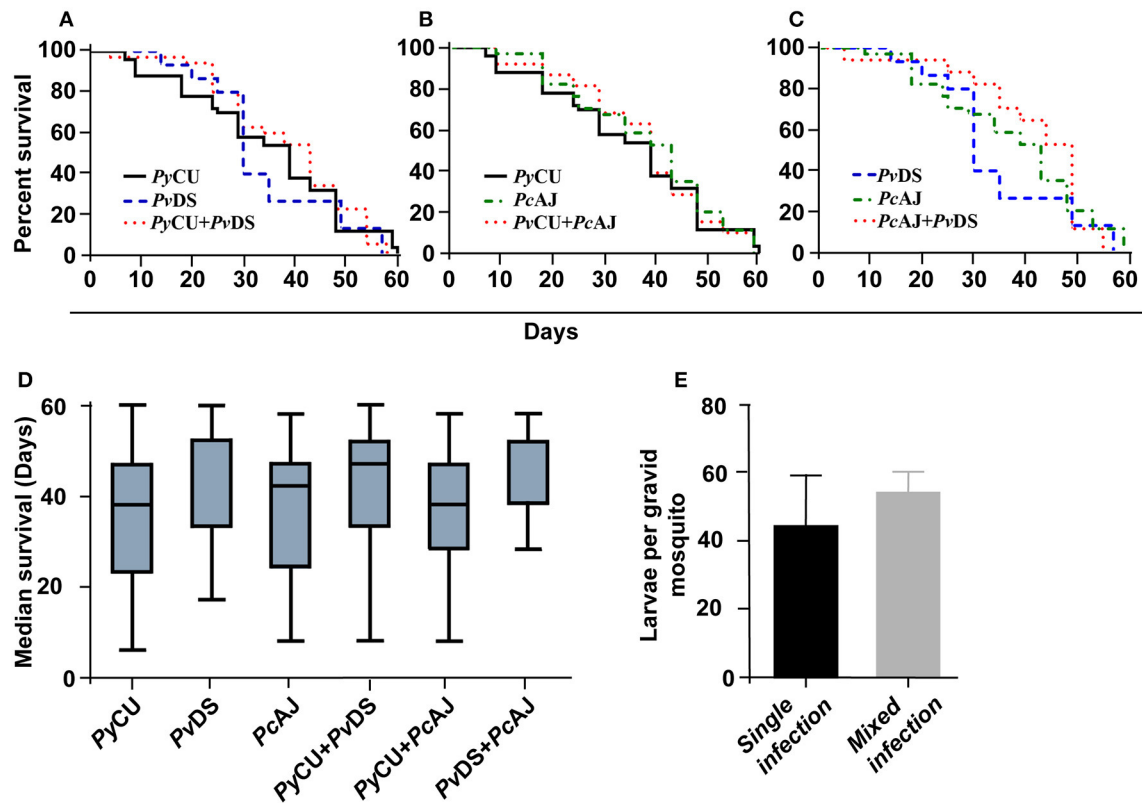 A
B
C
Percent survival
100
80
60
40
20
0
PyCU
PvDS
PyCU+PvDS
0 10 20 30 40 50 60
100
80
60
40
20
0
PyCU
PcAJ
PvCU+PcAJ
0 10 20 30 40 50 60
100
80
60
40
20
0
PvDS
PcAJ
PcAJ+PvDS
0 10 20 30 40 50 60
Days
D
Median survival (Days)
60
40
20
0
PyCU
PvDS
PcAJ
PyCU+PvDS
PyCU+PcAJ
PvDS+PcAJ
E
Larvae per gravid
mosquito
80
60
40
20
0
Single
infection
Mixed
infection